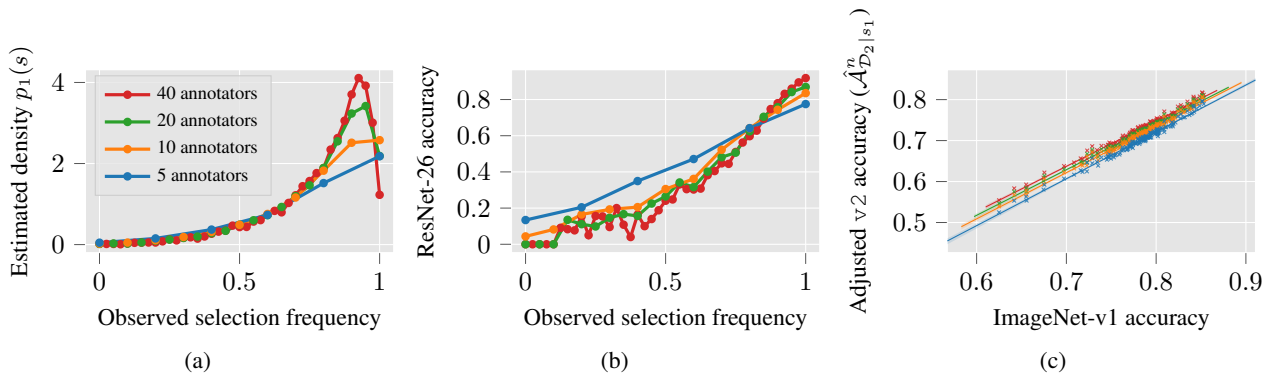 Estimated density p₁(s)
4
2
0
40 annotators
20 annotators
10 annotators
5 annotators
0
0.5
1
Observed selection frequency
(a)
ResNet-26 accuracy
0.8
0.6
0.4
0.2
0
0
0.5
1
Observed selection frequency
(b)
Adjusted v2 accuracy (𝒜̂ⁿ_{𝒟₂|s₁})
0.8
0.7
0.6
0.5
0.6
0.7
0.8
0.9
ImageNet-v1 accuracy
(c)